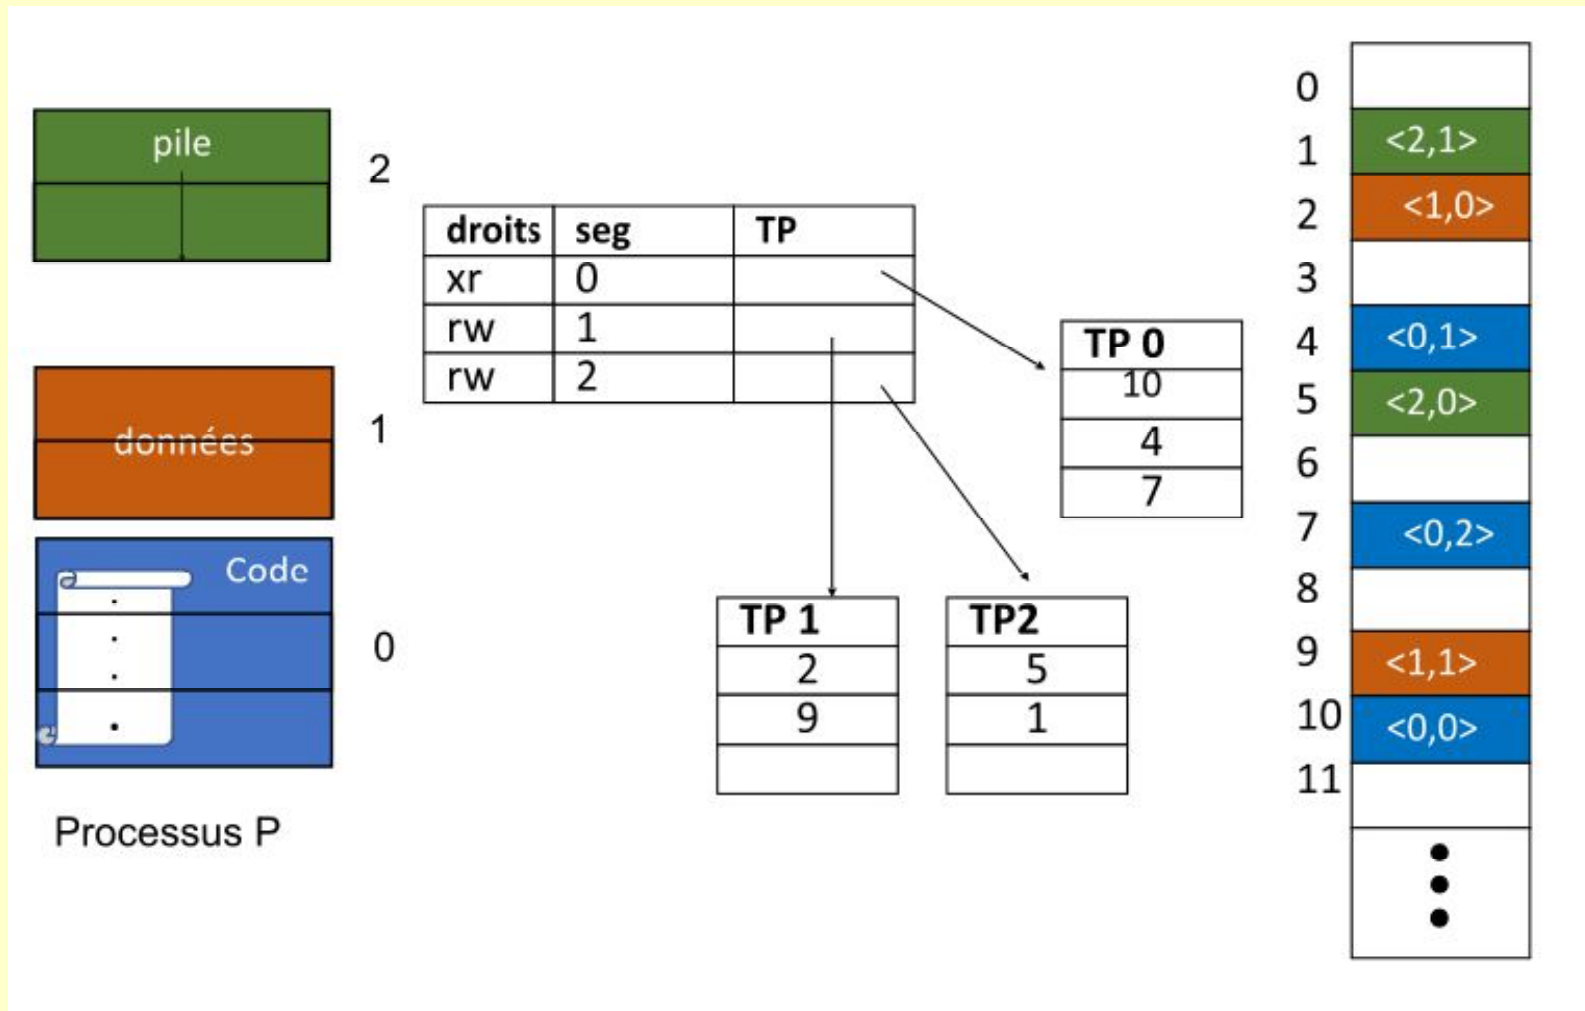 pile
2
données
1
Code
0
Processus P
droits seg TP
xr 0
rw 1
rw 2
TP 0
10
4
7
TP 1
2
9
TP2
5
1
0
1 <2,1>
2 <1,0>
3
4 <0,1>
5 <2,0>
6
7 <0,2>
8
9 <1,1>
10 <0,0>
11